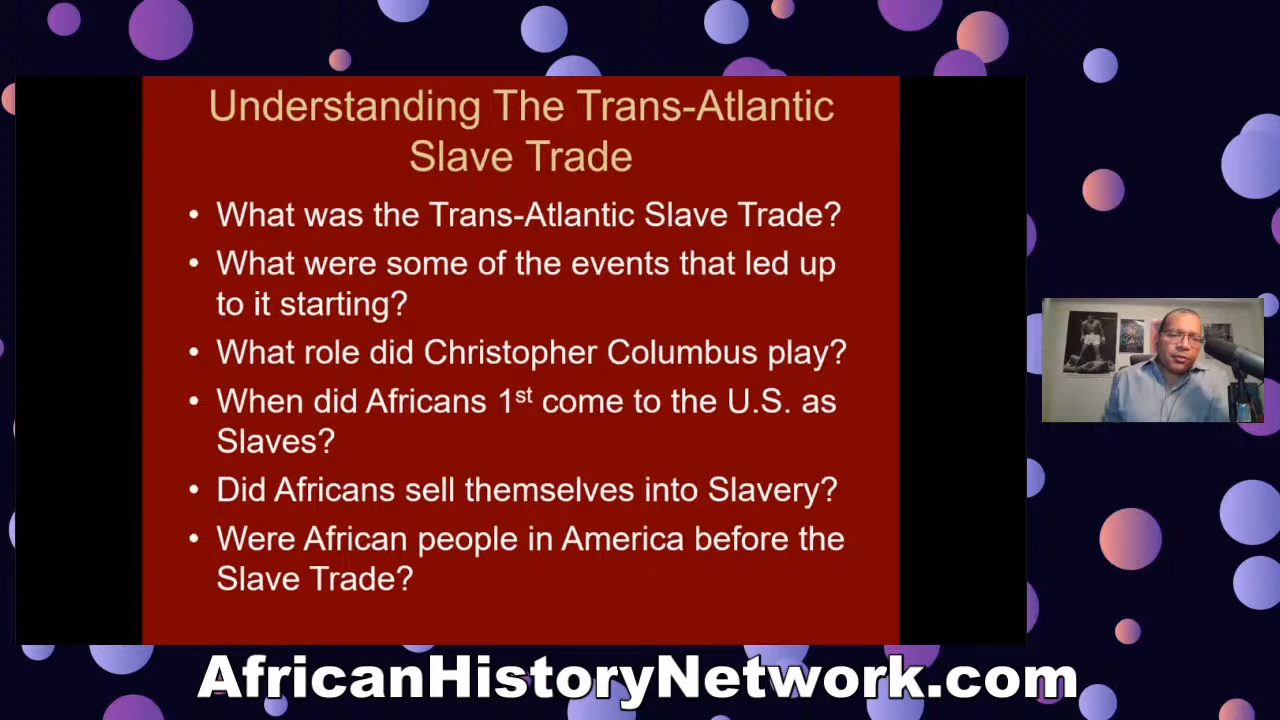 Understanding The Trans-Atlantic
Slave Trade
• What was the Trans-Atlantic Slave Trade?
• What were some of the events that led up
to it starting?
• What role did Christopher Columbus play?
• When did Africans 1st come to the U.S. as
Slaves?
• Did Africans sell themselves into Slavery?
• Were African people in America before the
Slave Trade?
AfricanHistoryNetwork.com